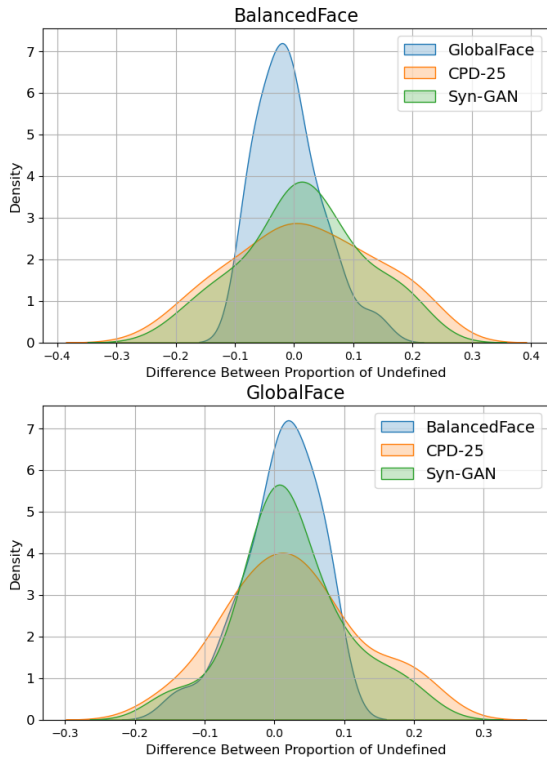 BalancedFace
GlobalFace
CPD-25
Syn-GAN
7
6
5
4
3
2
1
0
Density
−0.4 −0.3 −0.2 −0.1 0.0 0.1 0.2 0.3 0.4
Difference Between Proportion of Undefined
GlobalFace
BalancedFace
CPD-25
Syn-GAN
7
6
5
4
3
2
1
0
Density
−0.3 −0.2 −0.1 0.0 0.1 0.2 0.3
Difference Between Proportion of Undefined